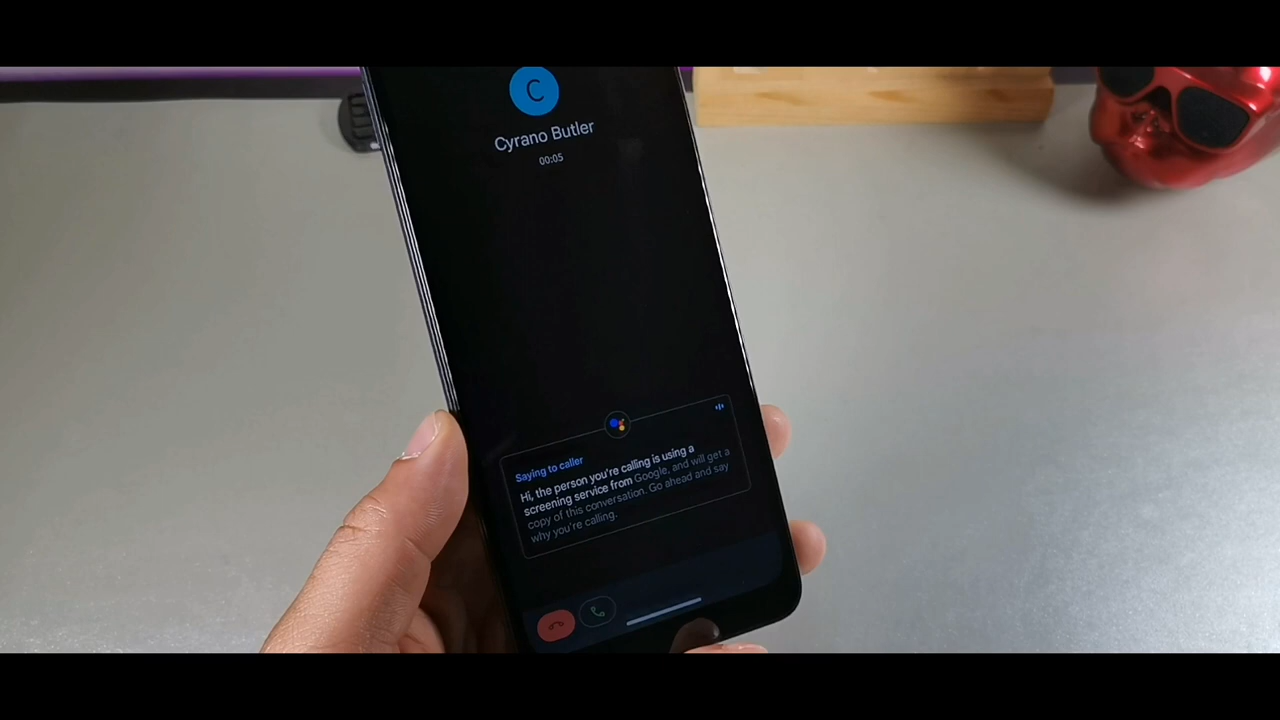 C
Cyrano Butler
00:05
Saying to caller
Hi, the person you're calling is using a
screening service from Google, and will get a
copy of this conversation. Go ahead and say
why you're calling.